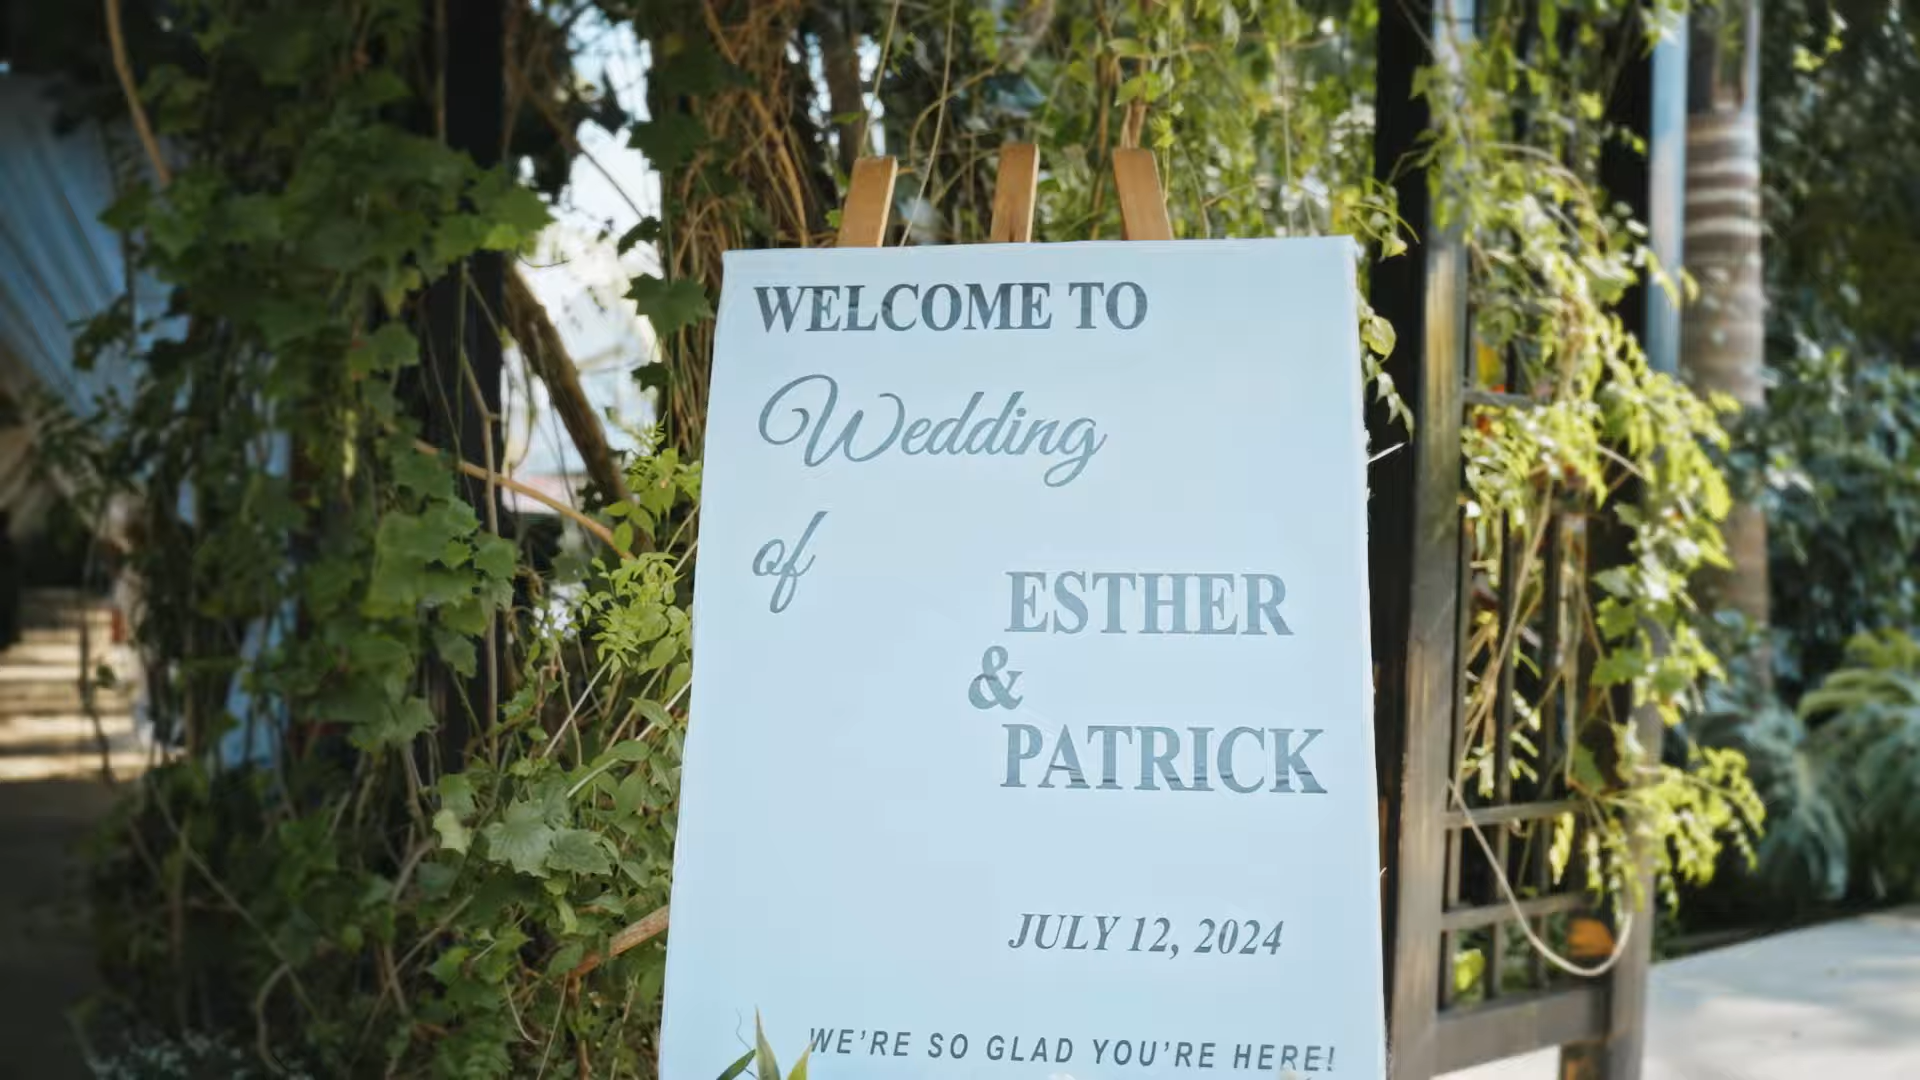 WELCOME TO
Wedding
of
ESTHER
&
PATRICK
JULY 12, 2024
WE'RE SO GLAD YOU'RE HERE!